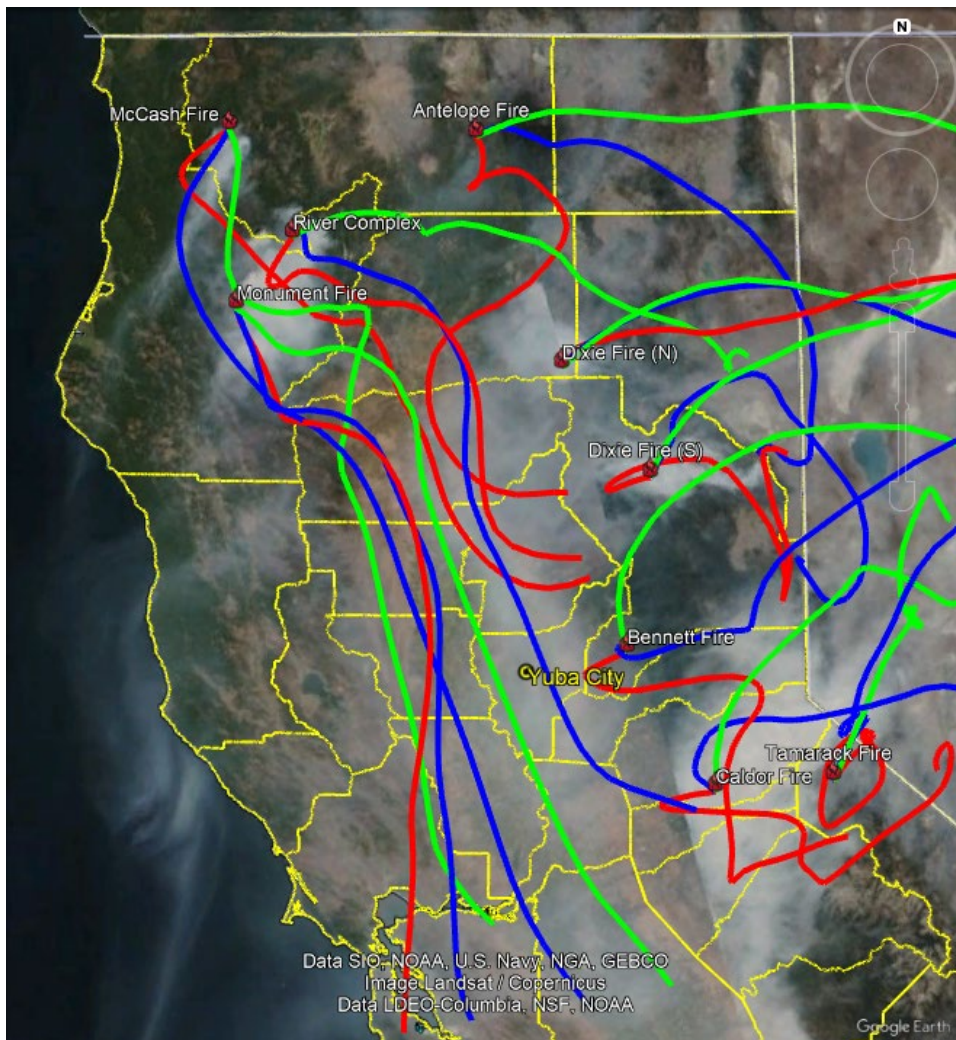 N
McCash Fire
Antelope Fire
River Complex
Monument Fire
Dixie Fire (N)
Dixie Fire (S)
Bennett Fire
Yuba City
Tamarack Fire
Caldor Fire
Data SIO, NOAA, U.S. Navy, NGA, GEBCO
Image Landsat / Copernicus
Data LDEO-Columbia, NSF, NOAA
Google Earth